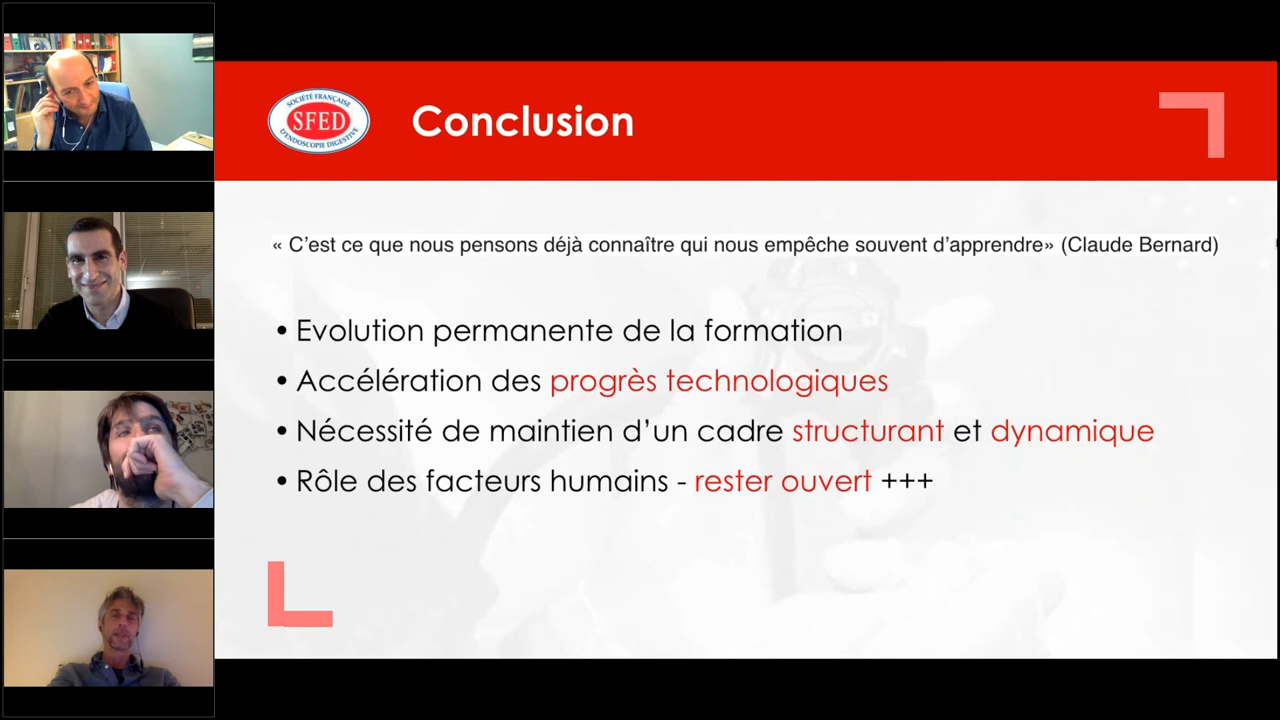 SOCIÉTÉ FRANÇAISE
SFED
D'ENDOSCOPIE DIGESTIVE
Conclusion
« C'est ce que nous pensons déjà connaître qui nous empêche souvent d'apprendre» (Claude Bernard)
• Evolution permanente de la formation
• Accélération des progrès technologiques
• Nécessité de maintien d'un cadre structurant et dynamique
• Rôle des facteurs humains - rester ouvert +++